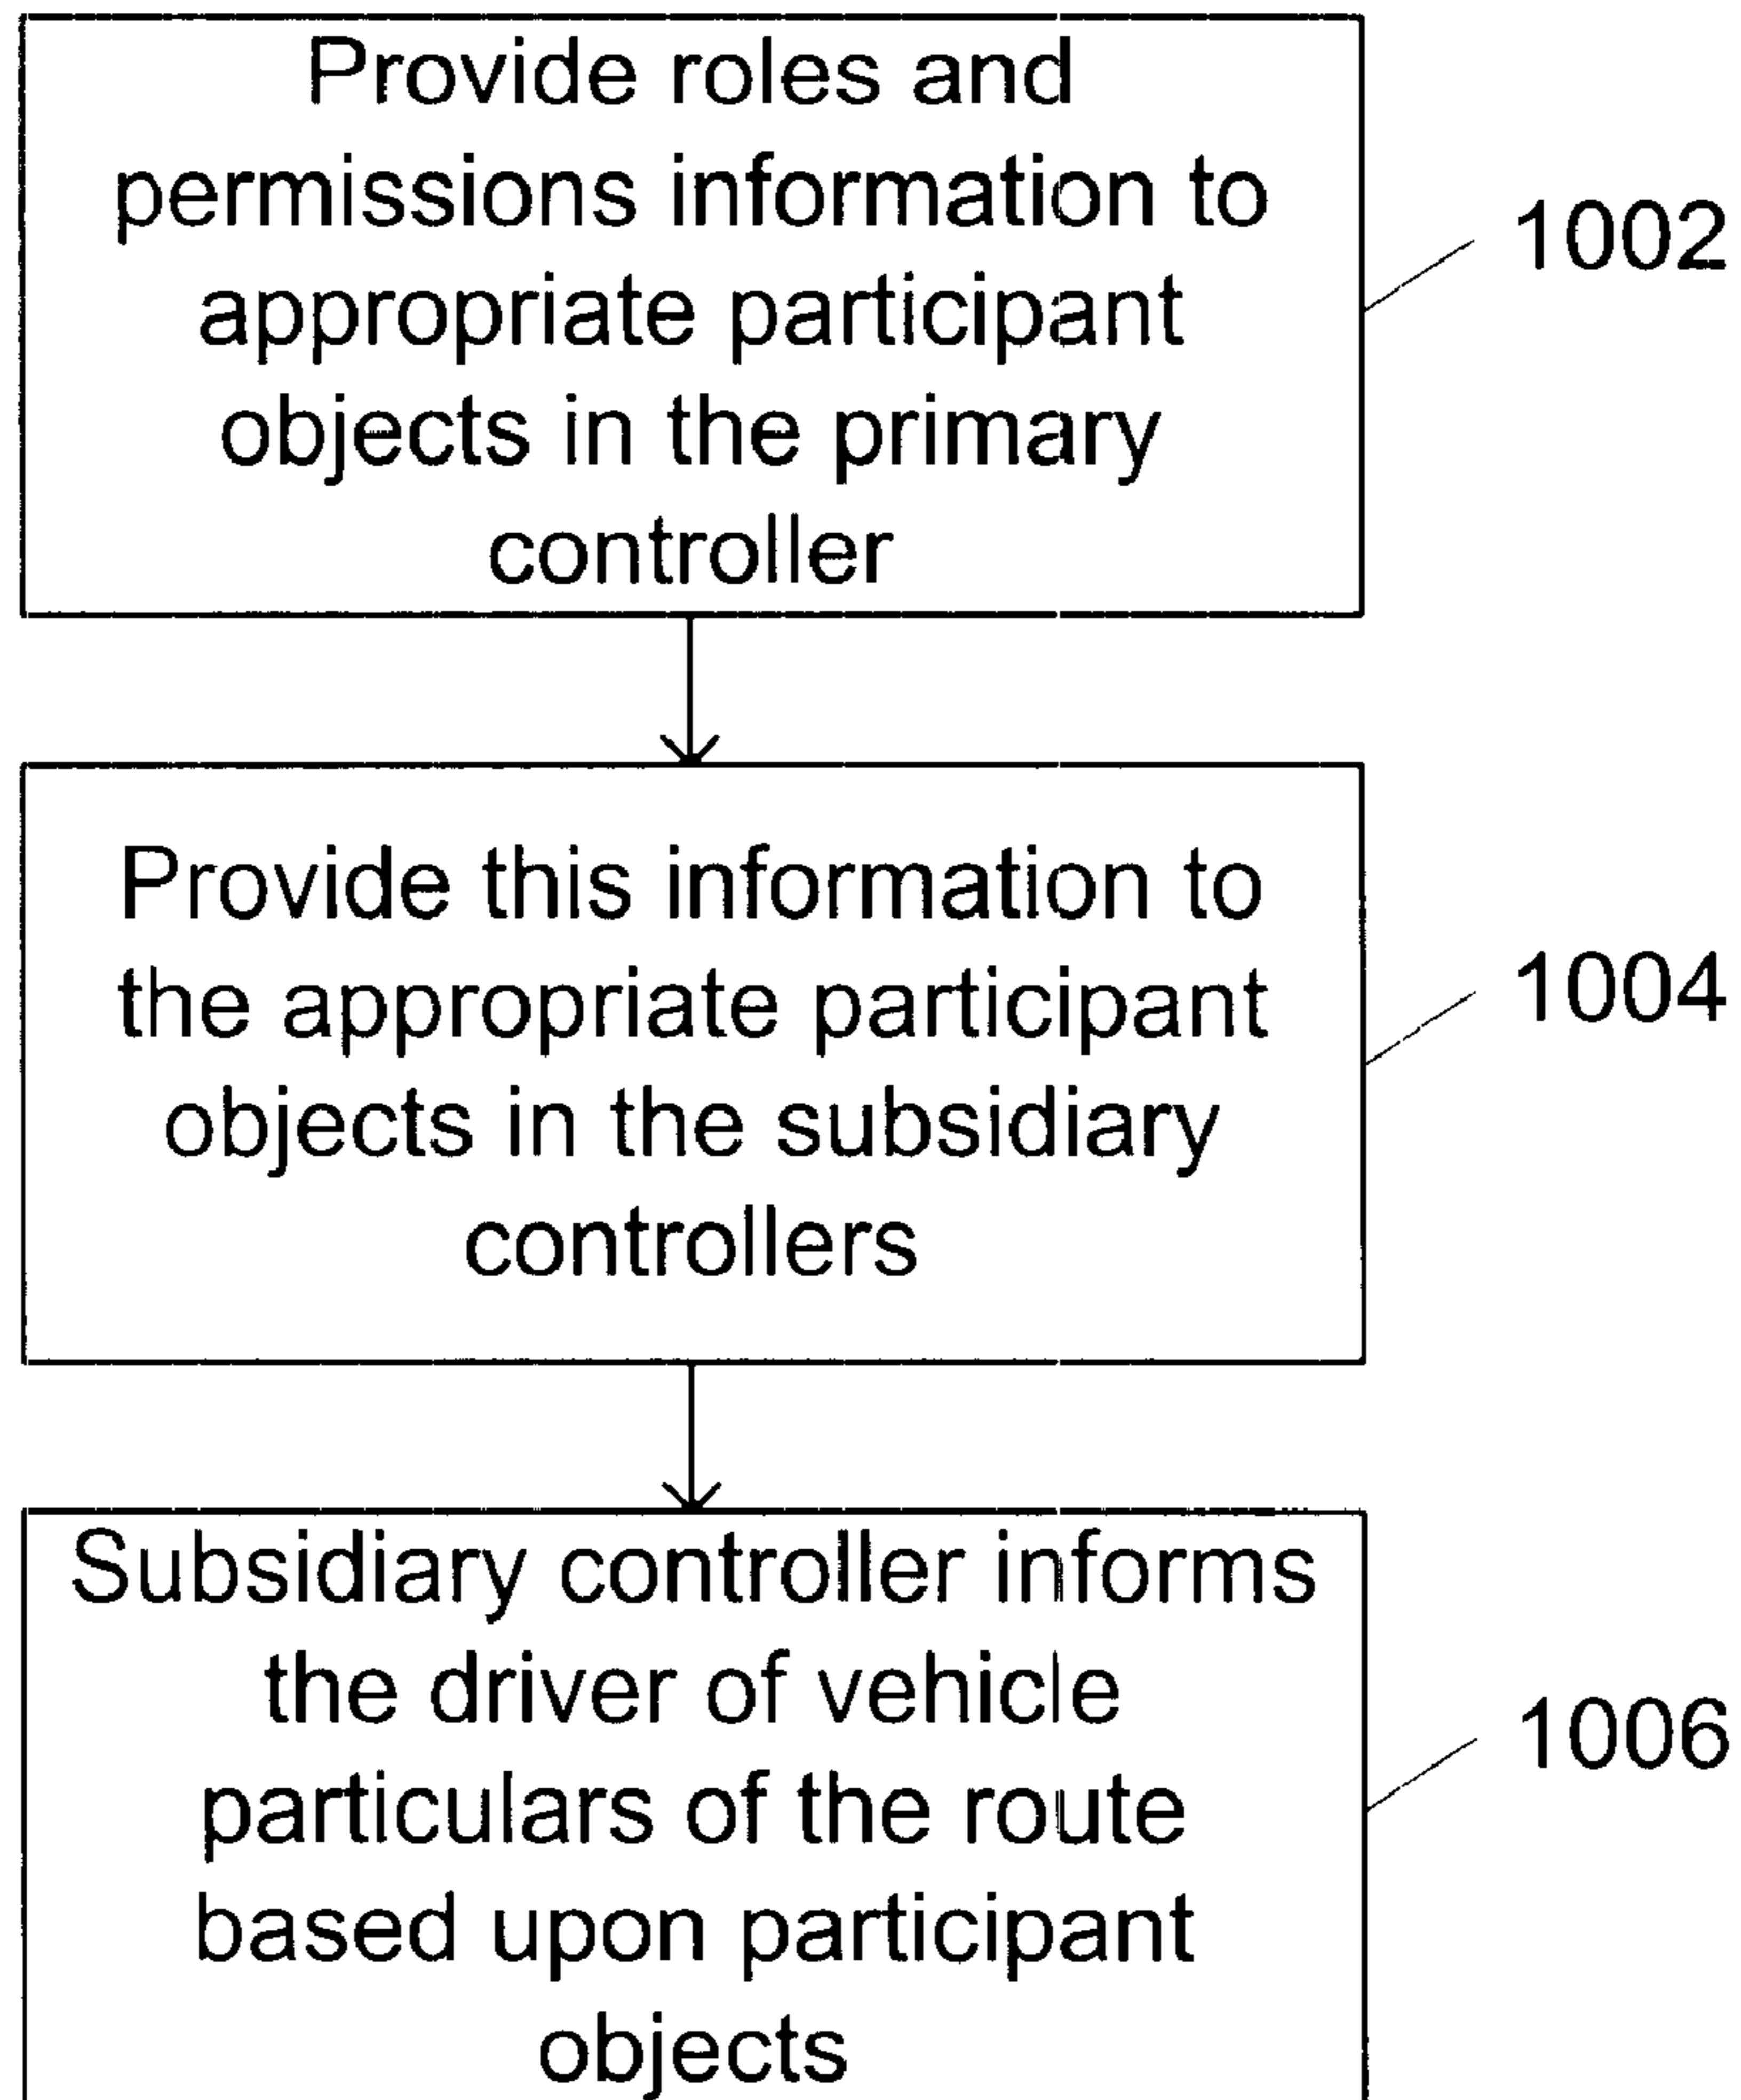 Provide roles and
permissions information to
appropriate participant
objects in the primary
controller
1002
Provide this information to
the appropriate participant
objects in the subsidiary
controllers
1004
Subsidiary controller informs
the driver of vehicle
particulars of the route
based upon participant
objects
1006